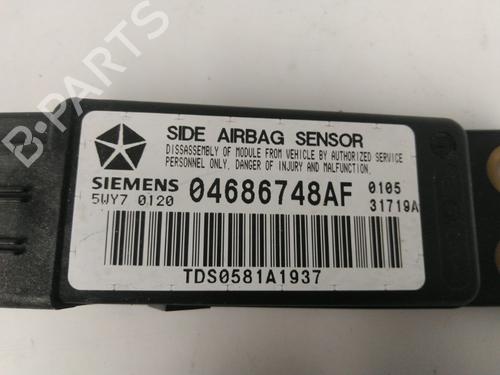 SIDE AIRBAG SENSOR
DISSASSEMBLY OF MODULE FROM VEHICLE BY AUTHORIZED SERVICE
PERSONNEL ONLY. DANGER OF INJURY AND MALFUNCTION.
SIEMENS 04686748AF 0105
5WY7 0120 31719A
TDS0581A1937
B-PARTS